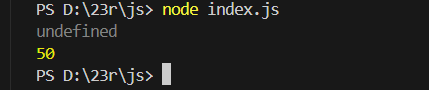 PS D:\23r\js> node index.js
undefined
50
PS D:\23r\js>